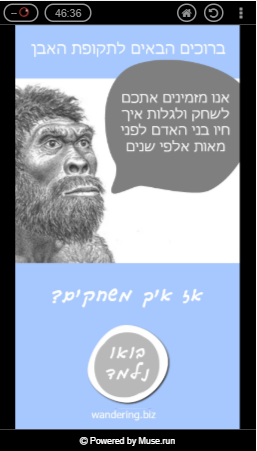 46:36
ברוכים הבאים לתקופת האבן
אנו מזמינים אתכם
לשחק ולגלות איך
חיו בני האדם לפני
מאות אלפי שנים
אז איך משחקים?
בואו
נלמד
wandering.biz
© Powered by Muse.run